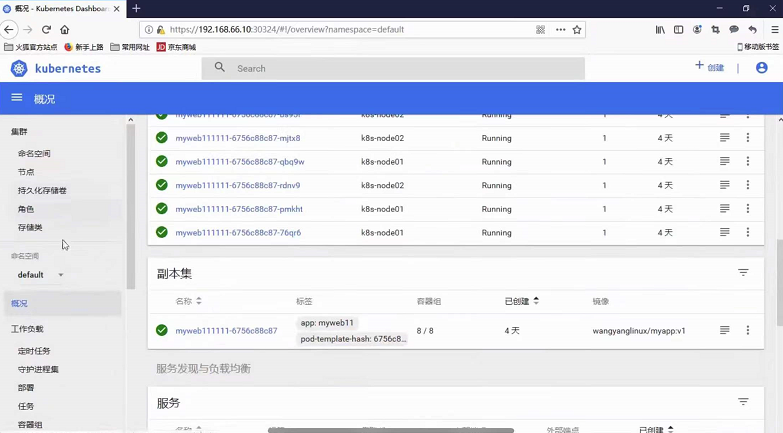 概况 - Kubernetes Dashboard
https://192.168.66.10:30324/#!/overview?namespace=default
火狐官方站点 新手上路 常用网址 JD 京东商城 移动版书签
kubernetes Search + 创建
概况
集群
命名空间
节点
持久化存储卷
角色
存储类
命名空间
default
概况
工作负载
定时任务
守护进程集
部署
任务
容器组
k8s-node02 Running 1 4 天
myweb111111-6756c88c87-mjtx8 k8s-node02 Running 1 4 天
myweb111111-6756c88c87-qbq9w k8s-node01 Running 1 4 天
myweb111111-6756c88c87-rdnv9 k8s-node02 Running 1 4 天
myweb111111-6756c88c87-pmkht k8s-node01 Running 1 4 天
myweb111111-6756c88c87-76qr6 k8s-node01 Running 1 4 天
副本集
名称 标签 容器组 已创建 镜像
myweb111111-6756c88c87 app: myweb11 8 / 8 4 天 wangyanglinux/myapp:v1
pod-template-hash: 6756c8...
服务发现与负载均衡
服务
名称 标签 外部端点 已创建